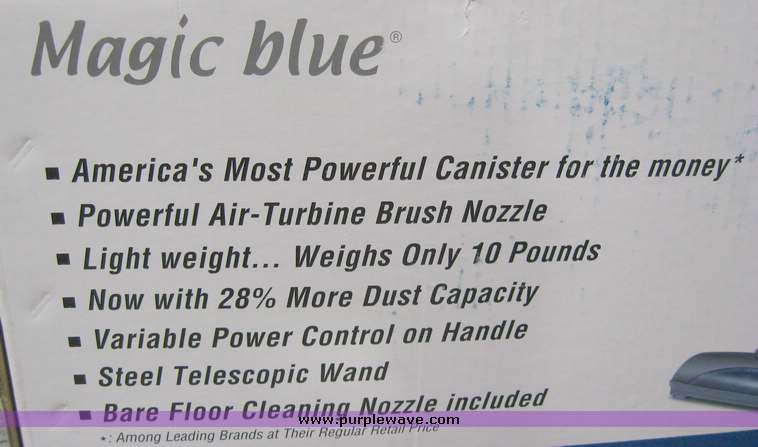 Magic blue®
▪ America's Most Powerful Canister for the money*
▪ Powerful Air-Turbine Brush Nozzle
▪ Light weight... Weighs Only 10 Pounds
▪ Now with 28% More Dust Capacity
▪ Variable Power Control on Handle
▪ Steel Telescopic Wand
▪ Bare Floor Cleaning Nozzle included
www.purplewave.com
*: Among Leading Brands at Their Regular Retail Price